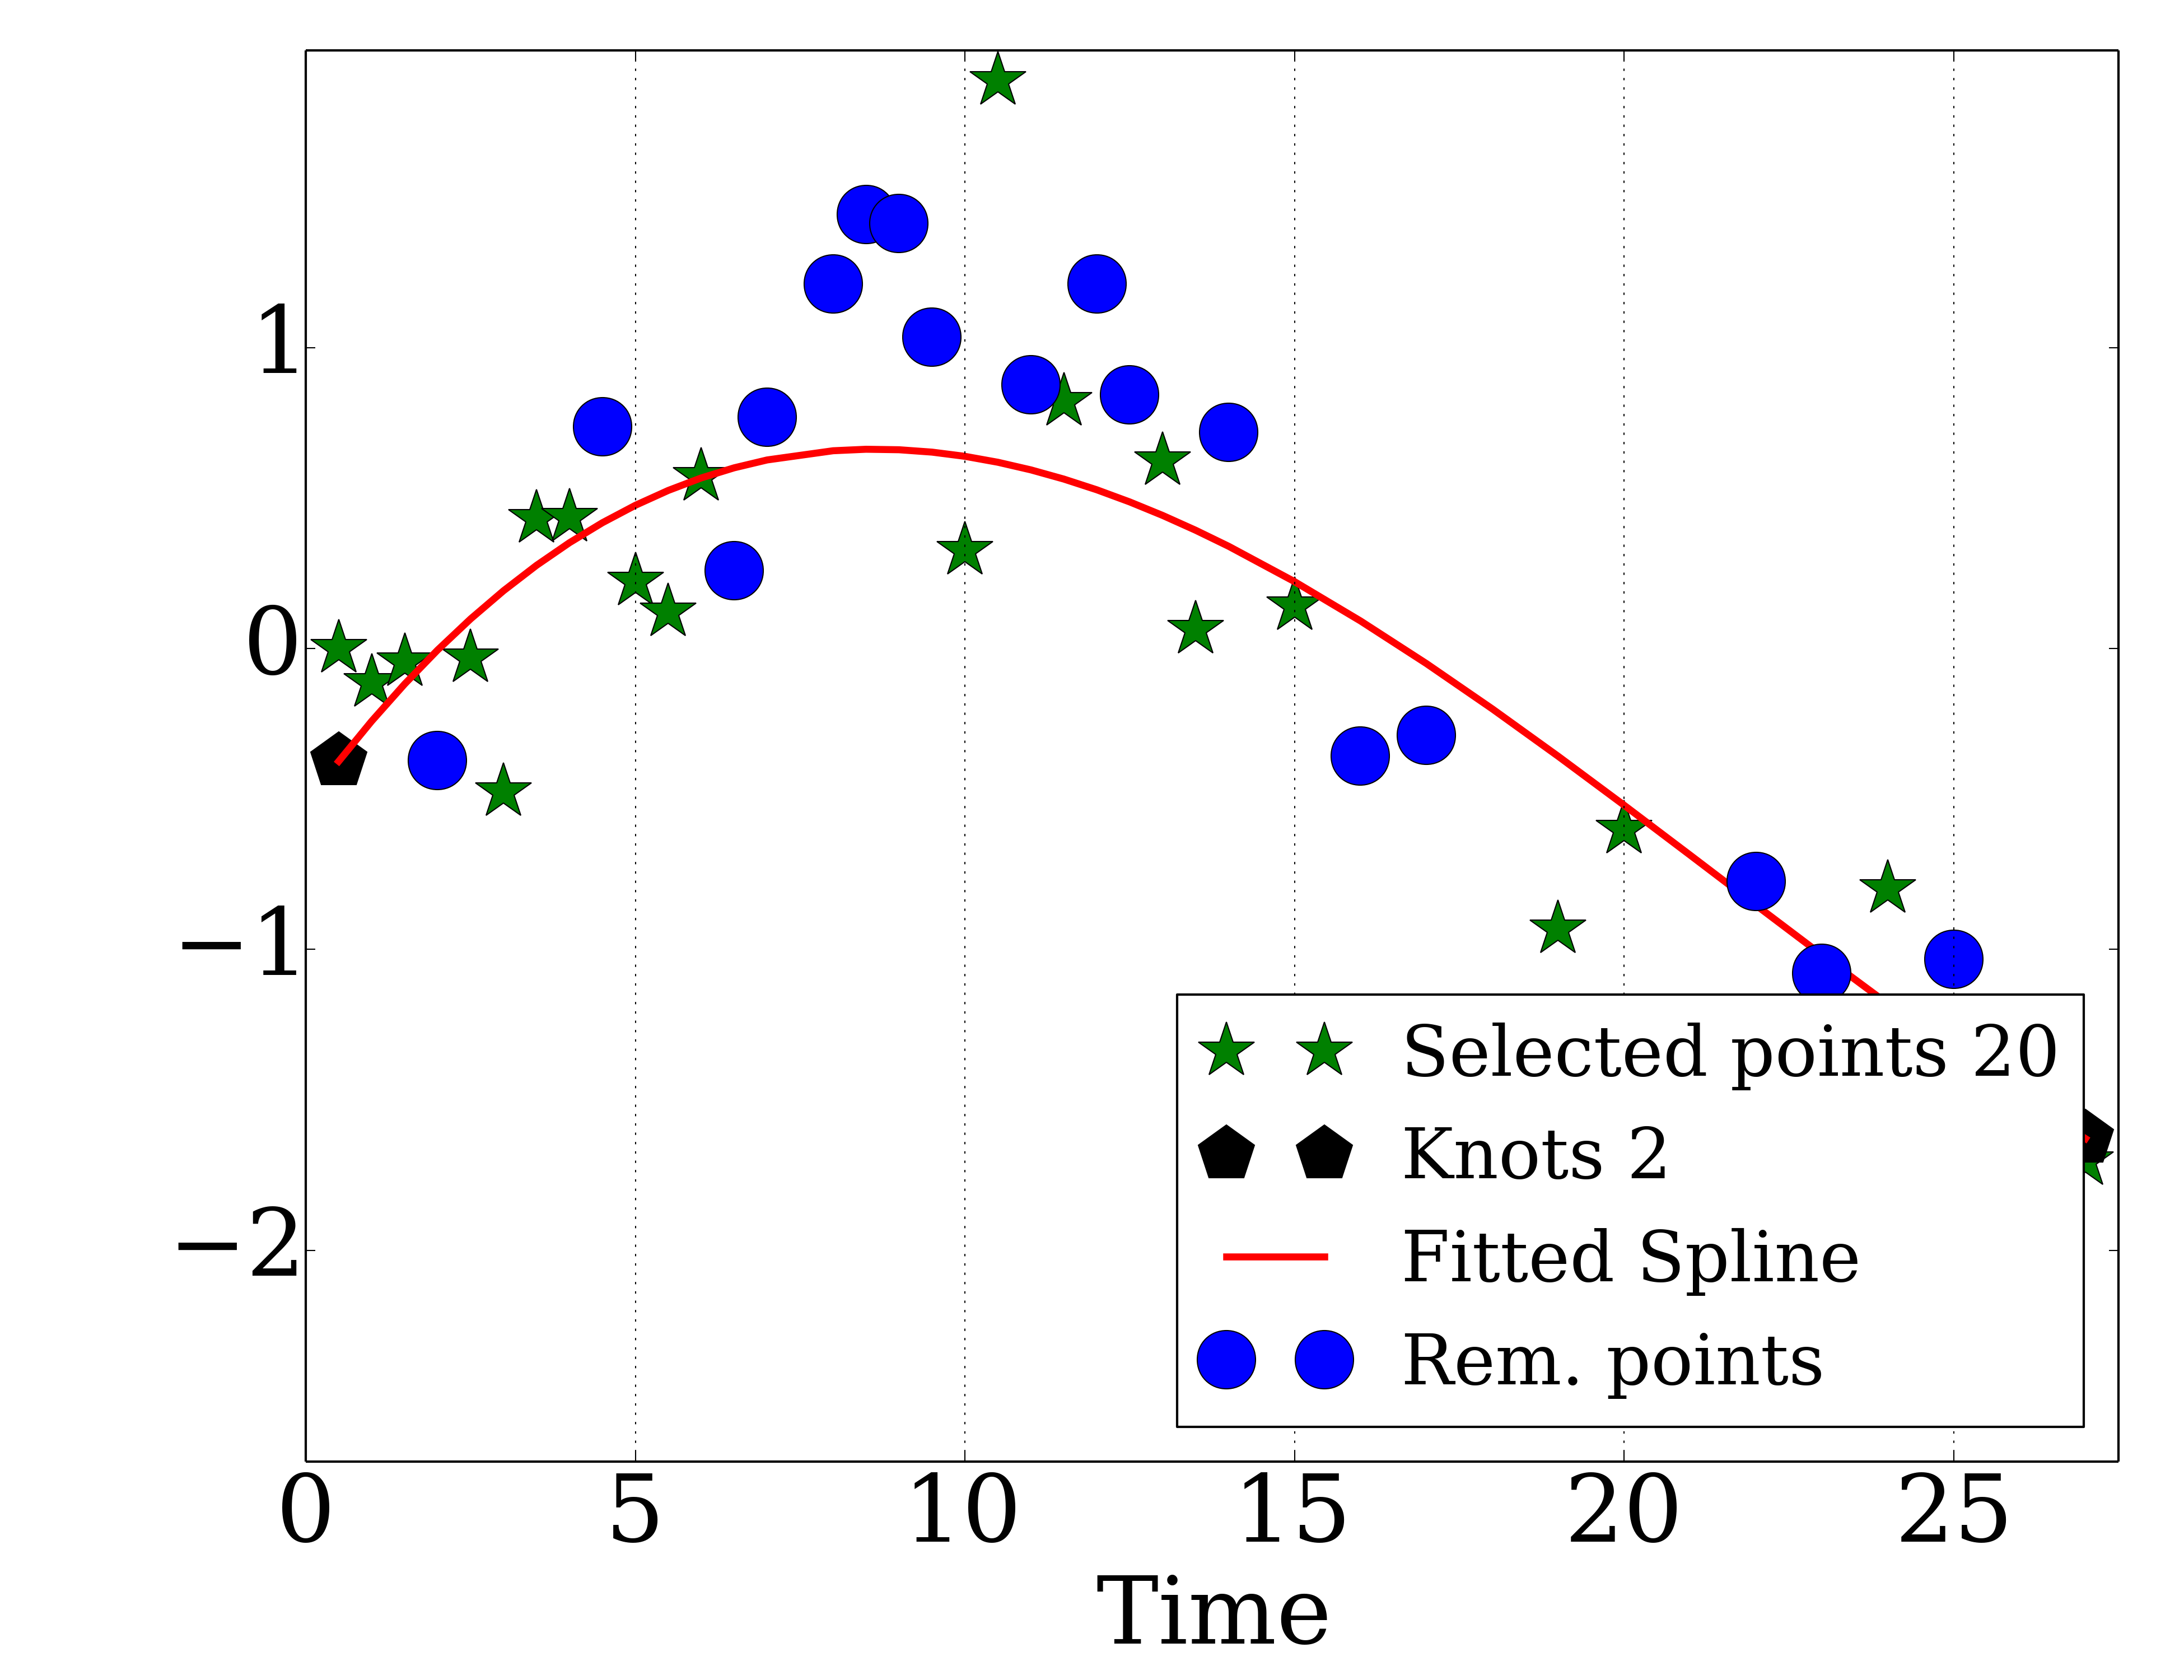 1
0
−1
−2
0 5 10 15 20 25
Time
Selected points 20
Knots 2
Fitted Spline
Rem. points